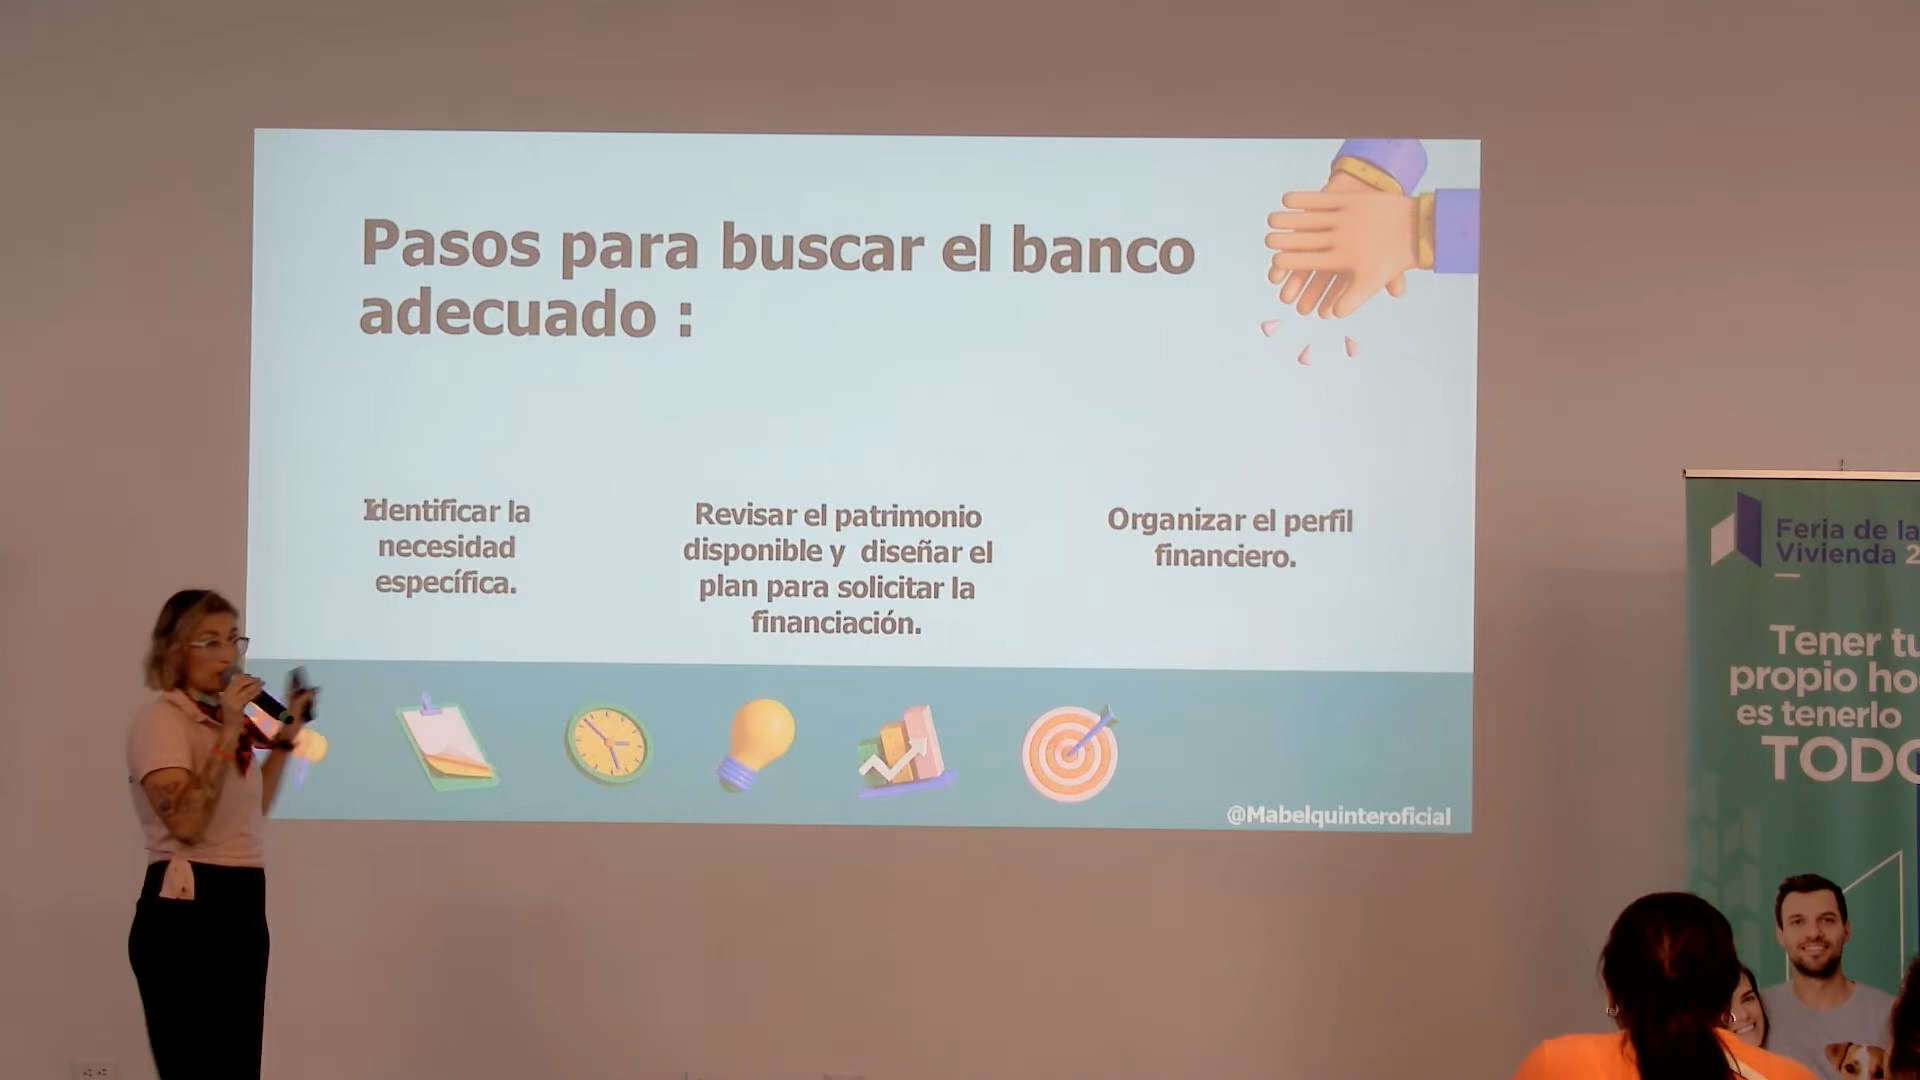 Pasos para buscar el banco
adecuado :
Identificar la
necesidad
específica.
Revisar el patrimonio
disponible y diseñar el
plan para solicitar la
financiación.
Organizar el perfil
financiero.
@Mabelquinteroficial
Feria de la
Vivienda 2
Tener tu
propio ho
es tenerlo
TODO